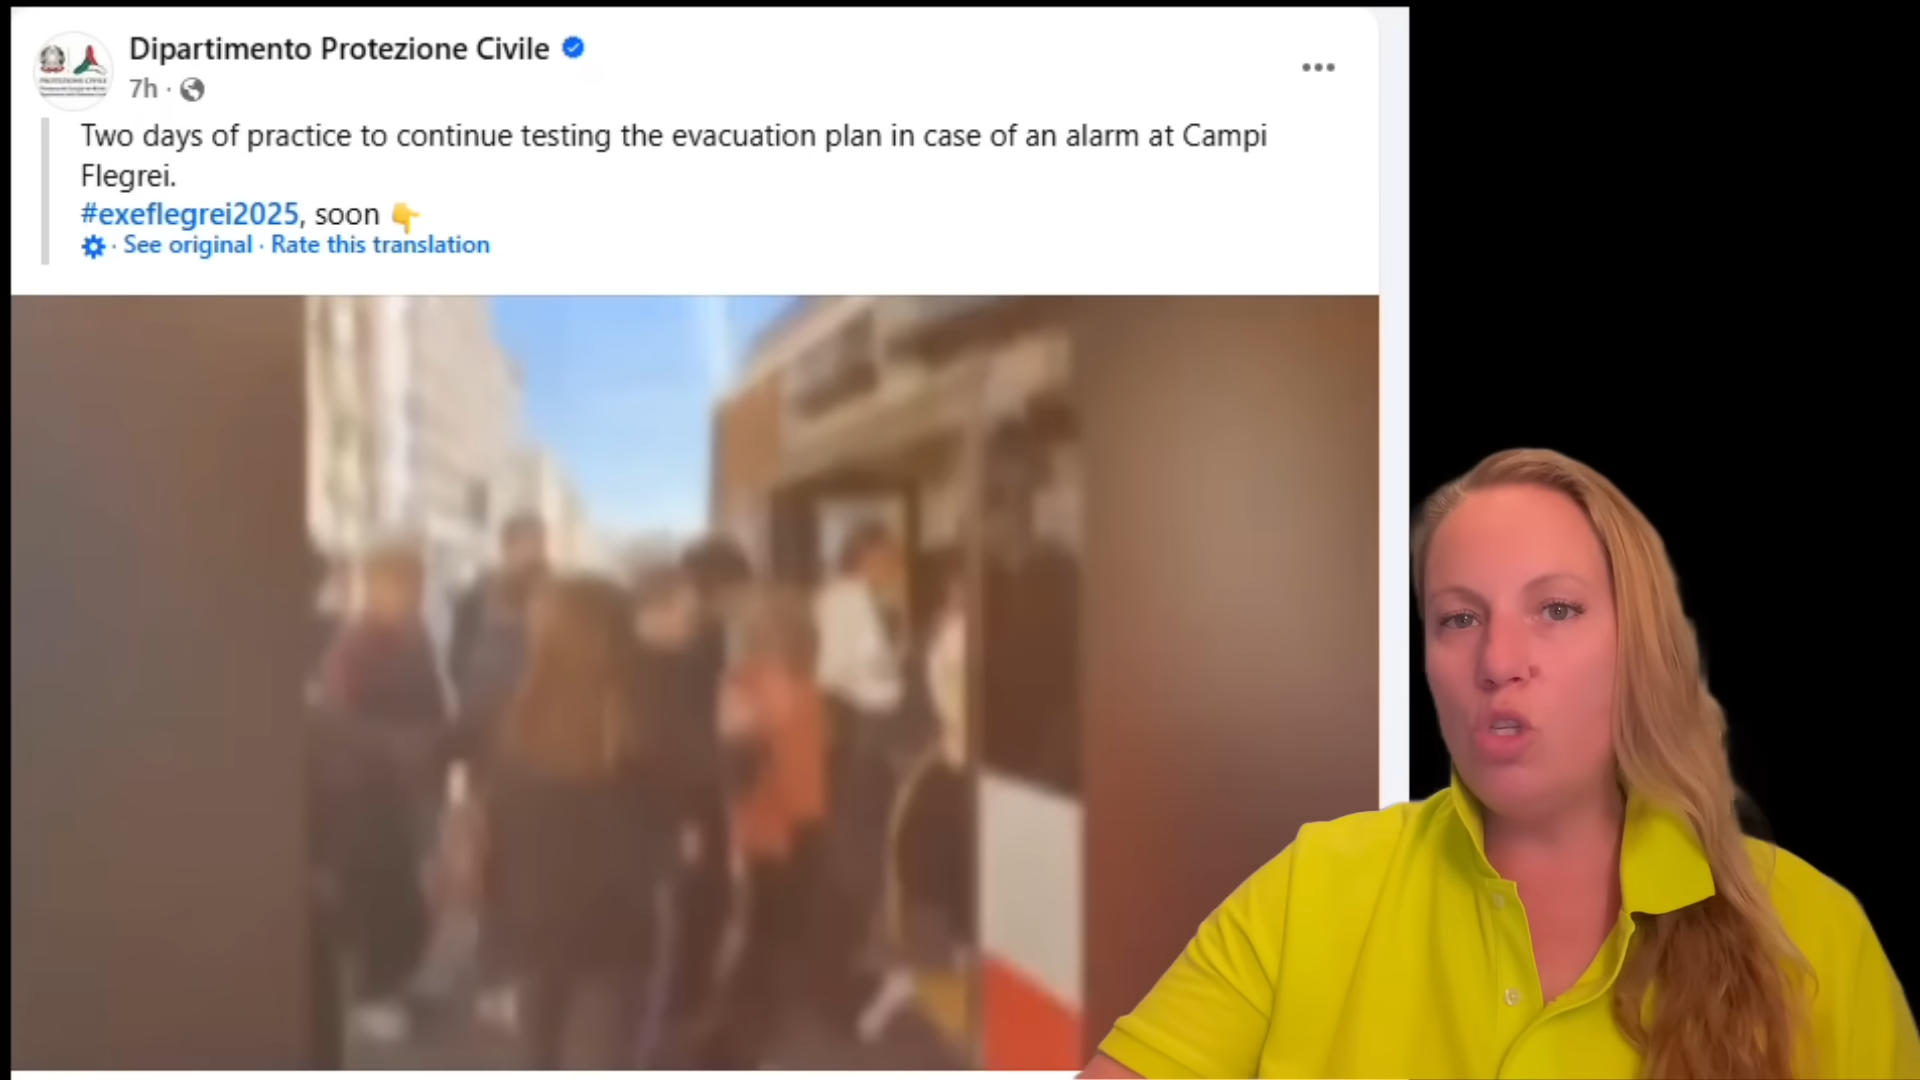 Dipartimento Protezione Civile
7h ·
Two days of practice to continue testing the evacuation plan in case of an alarm at Campi
Flegrei.
#exeflegrei2025, soon 👇
· See original · Rate this translation